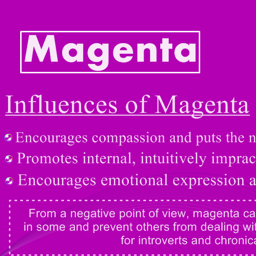 Magenta
Influences of Magenta
Encourages compassion and puts the n
Promotes internal, intuitively imprac
Encourages emotional expression a
From a negative point of view, magenta ca
in some and prevent others from dealing wi
for introverts and chronica